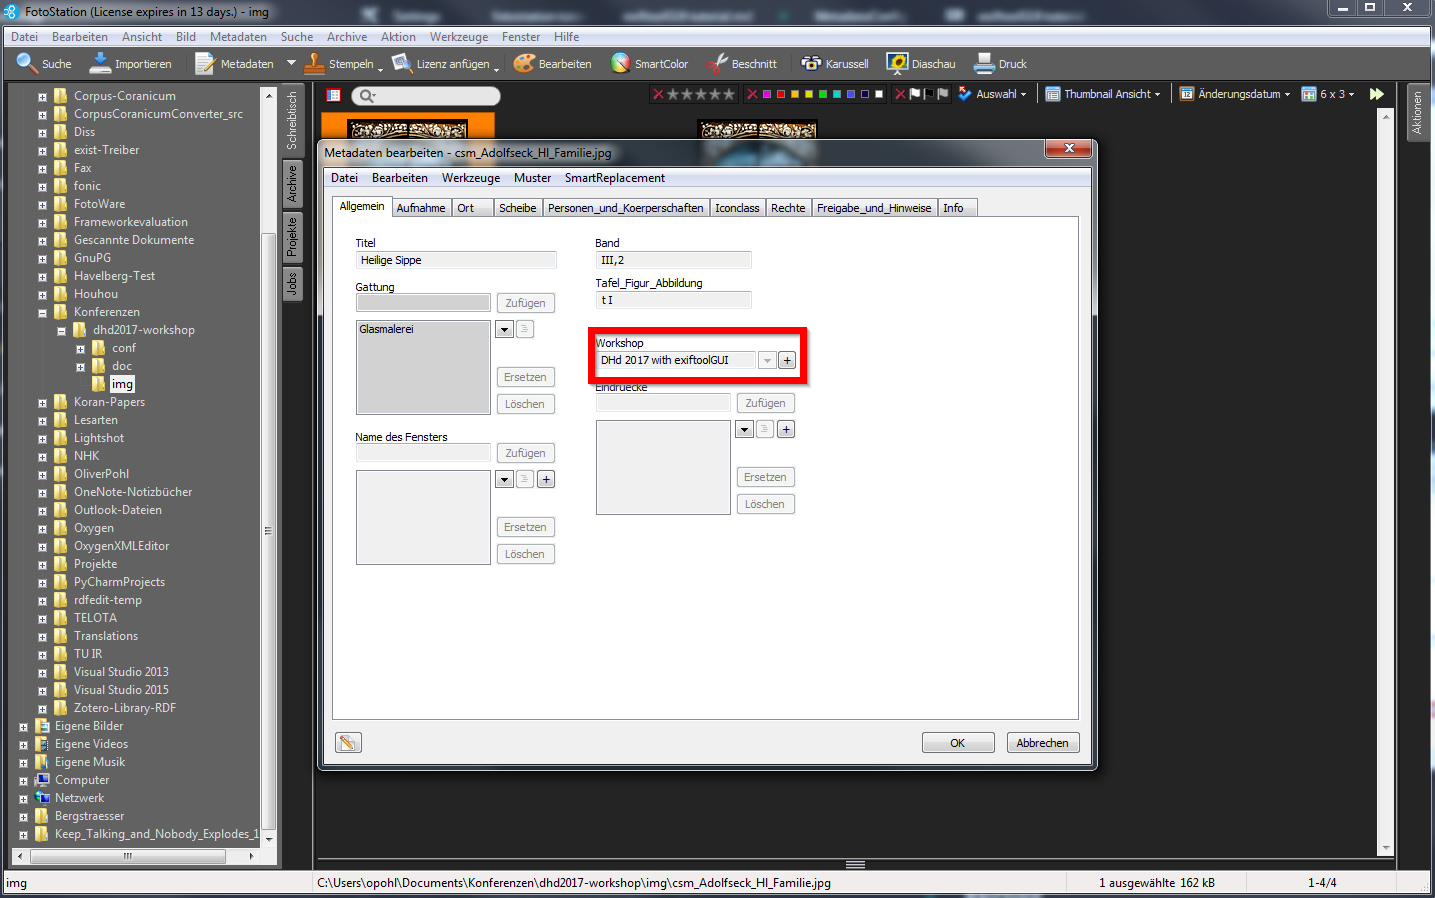 FotoStation (License expires in 13 days.) - img
Datei Bearbeiten Ansicht Bild Metadaten Suche Archive Aktion Werkzeuge Fenster Hilfe
Suche Importieren Metadaten Stempeln Lizenz anfügen Bearbeiten SmartColor Beschnitt Karussell Diaschau Druck
Auswahl Thumbnail Ansicht Änderungsdatum 6 x 3
Corpus-Coranicum
CorpusCoranicumConverter_src
Diss
exist-Treiber
Fax
fonic
FotoWare
Frameworkevaluation
Gescannte Dokumente
GnuPG
Havelberg-Test
Houhou
Konferenzen
dhd2017-workshop
conf
doc
img
Koran-Papers
Lesarten
Lightshot
NHK
OliverPohl
OneNote-Notizbücher
Outlook-Dateien
Oxygen
OxygenXMLEditor
Projekte
PyCharmProjects
rdfedit-temp
TELOTA
Translations
TU IR
Visual Studio 2013
Visual Studio 2015
Zotero-Library-RDF
Eigene Bilder
Eigene Videos
Eigene Musik
Computer
Netzwerk
Bergstraesser
Keep_Talking_and_Nobody_Explodes_1
Schreibtisch
Archive
Projekte
Jobs
Aktionen
Metadaten bearbeiten - csm_Adolfseck_Hl_Familie.jpg
Datei Bearbeiten Werkzeuge Muster SmartReplacement
Allgemein Aufnahme Ort Scheibe Personen_und_Koerperschaften Iconclass Rechte Freigabe_und_Hinweise Info
Titel
Heilige Sippe
Gattung
Zufügen
Glasmalerei
Ersetzen
Löschen
Name des Fensters
Zufügen
Ersetzen
Löschen
Band
III,2
Tafel_Figur_Abbildung
t I
Workshop
DHd 2017 with exiftoolGUI
Eindruecke
Zufügen
Ersetzen
Löschen
OK Abbrechen
img C:\Users\opohl\Documents\Konferenzen\dhd2017-workshop\img\csm_Adolfseck_Hl_Familie.jpg 1 ausgewählte 162 kB 1-4/4